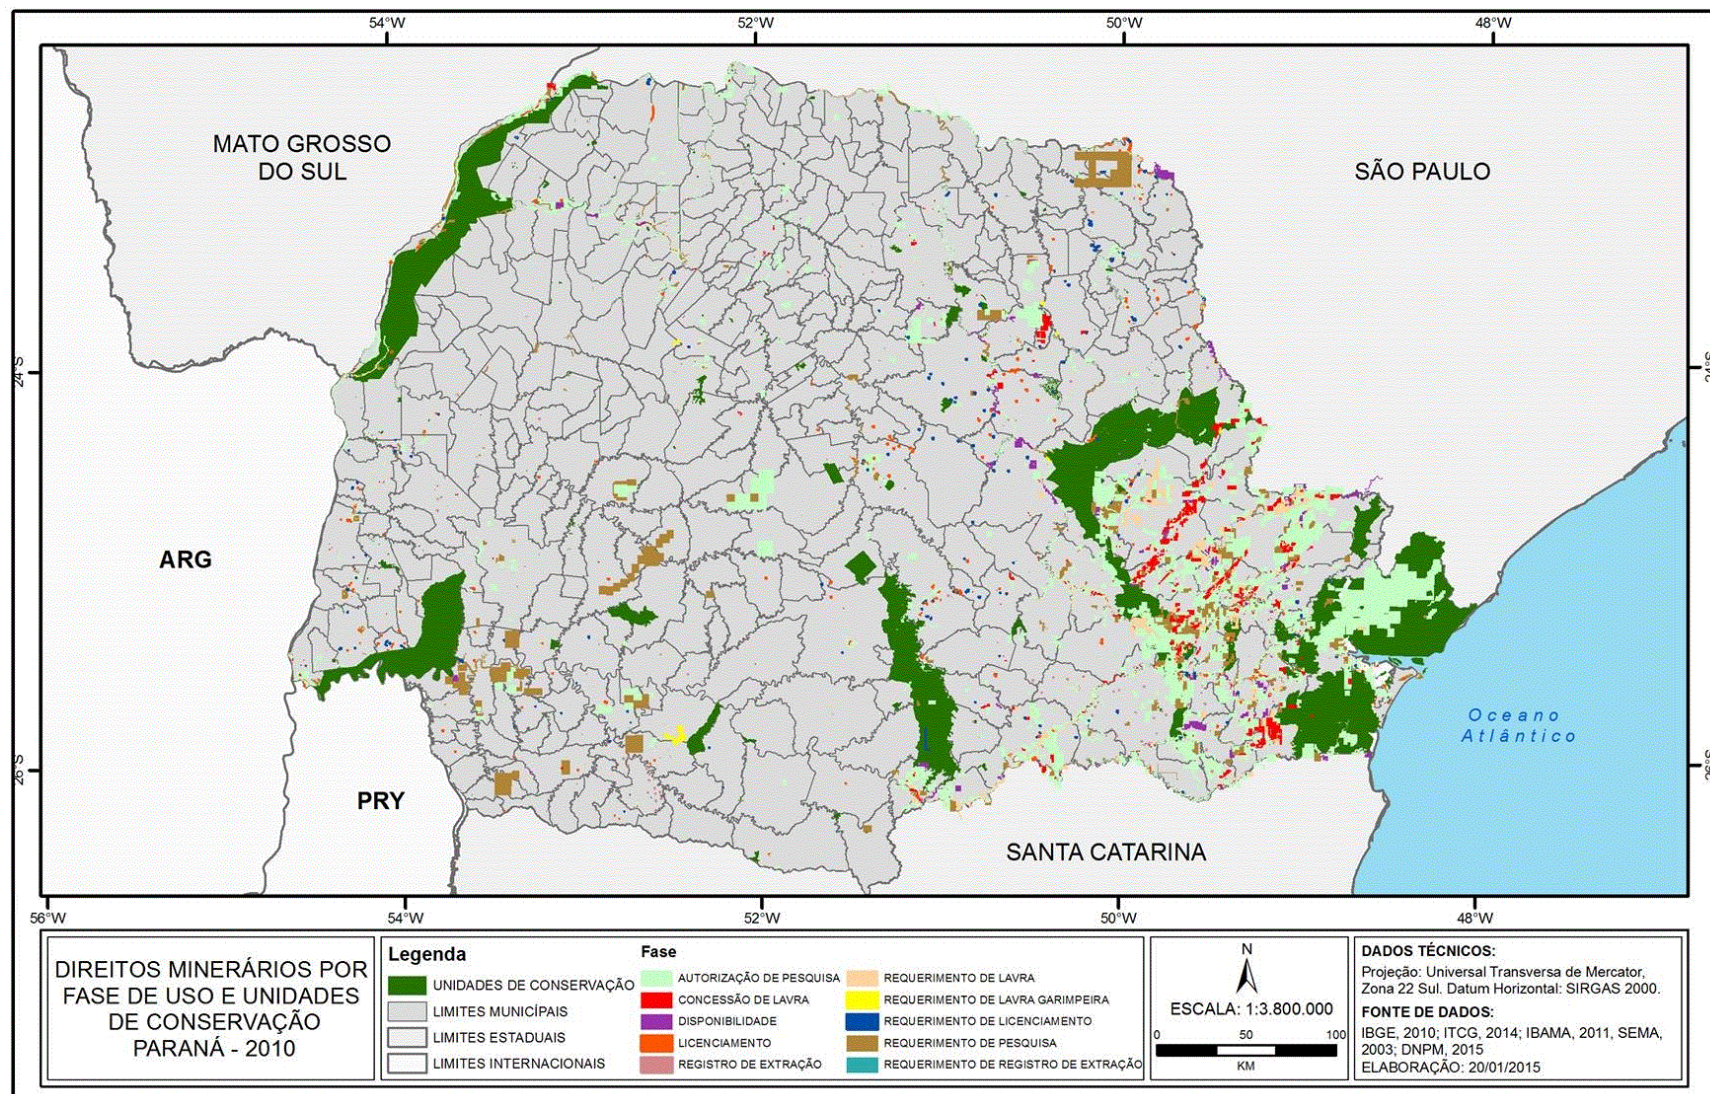 54°W
52°W
50°W
48°W
MATO GROSSO
DO SUL
SÃO PAULO
24°S
24°S
ARG
Oceano
Atlântico
26°S
26°S
PRY
SANTA CATARINA
56°W
54°W
52°W
50°W
48°W
DIREITOS MINERÁRIOS POR
FASE DE USO E UNIDADES
DE CONSERVAÇÃO
PARANÁ - 2010
Legenda
UNIDADES DE CONSERVAÇÃO
LIMITES MUNICÍPAIS
LIMITES ESTADUAIS
LIMITES INTERNACIONAIS
Fase
AUTORIZAÇÃO DE PESQUISA
CONCESSÃO DE LAVRA
DISPONIBILIDADE
LICENCIAMENTO
REGISTRO DE EXTRAÇÃO
REQUERIMENTO DE LAVRA
REQUERIMENTO DE LAVRA GARIMPEIRA
REQUERIMENTO DE LICENCIAMENTO
REQUERIMENTO DE PESQUISA
REQUERIMENTO DE REGISTRO DE EXTRAÇÃO
N
ESCALA: 1:3.800.000
0 50 100
KM
DADOS TÉCNICOS:
Projeção: Universal Transversa de Mercator,
Zona 22 Sul. Datum Horizontal: SIRGAS 2000.
FONTE DE DADOS:
IBGE, 2010; ITCG, 2014; IBAMA, 2011, SEMA,
2003; DNPM, 2015
ELABORAÇÃO: 20/01/2015